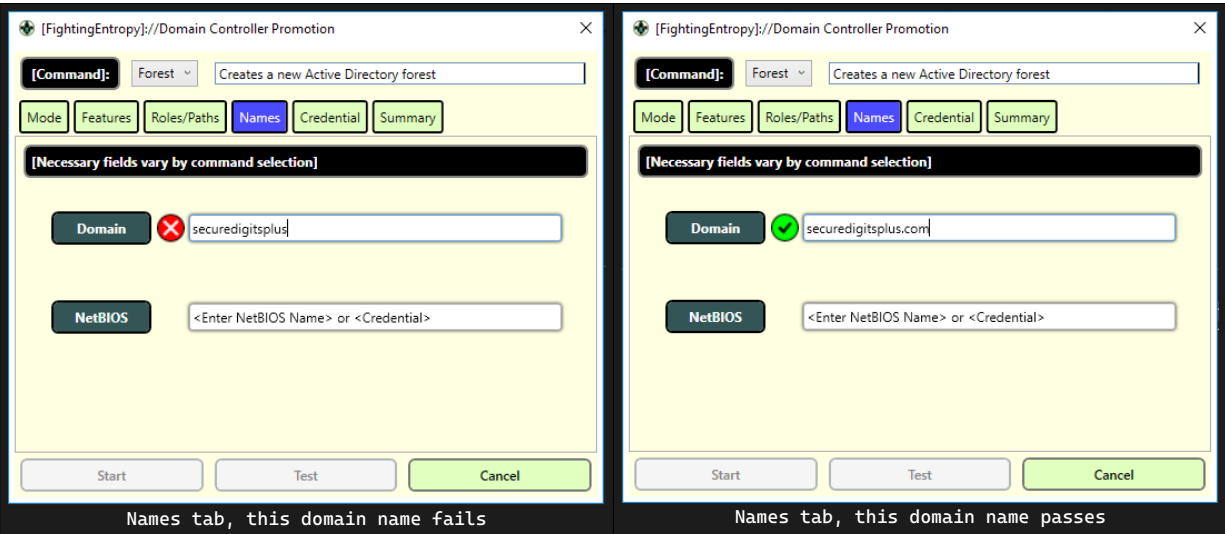 [FightingEntropy]://Domain Controller Promotion
[Command]: Forest Creates a new Active Directory forest
Mode Features Roles/Paths Names Credential Summary
[Necessary fields vary by command selection]
Domain securedigitsplus
NetBIOS <Enter NetBIOS Name> or <Credential>
Start Test Cancel
Names tab, this domain name fails
[FightingEntropy]://Domain Controller Promotion
[Command]: Forest Creates a new Active Directory forest
Mode Features Roles/Paths Names Credential Summary
[Necessary fields vary by command selection]
Domain securedigitsplus.com
NetBIOS <Enter NetBIOS Name> or <Credential>
Start Test Cancel
Names tab, this domain name passes